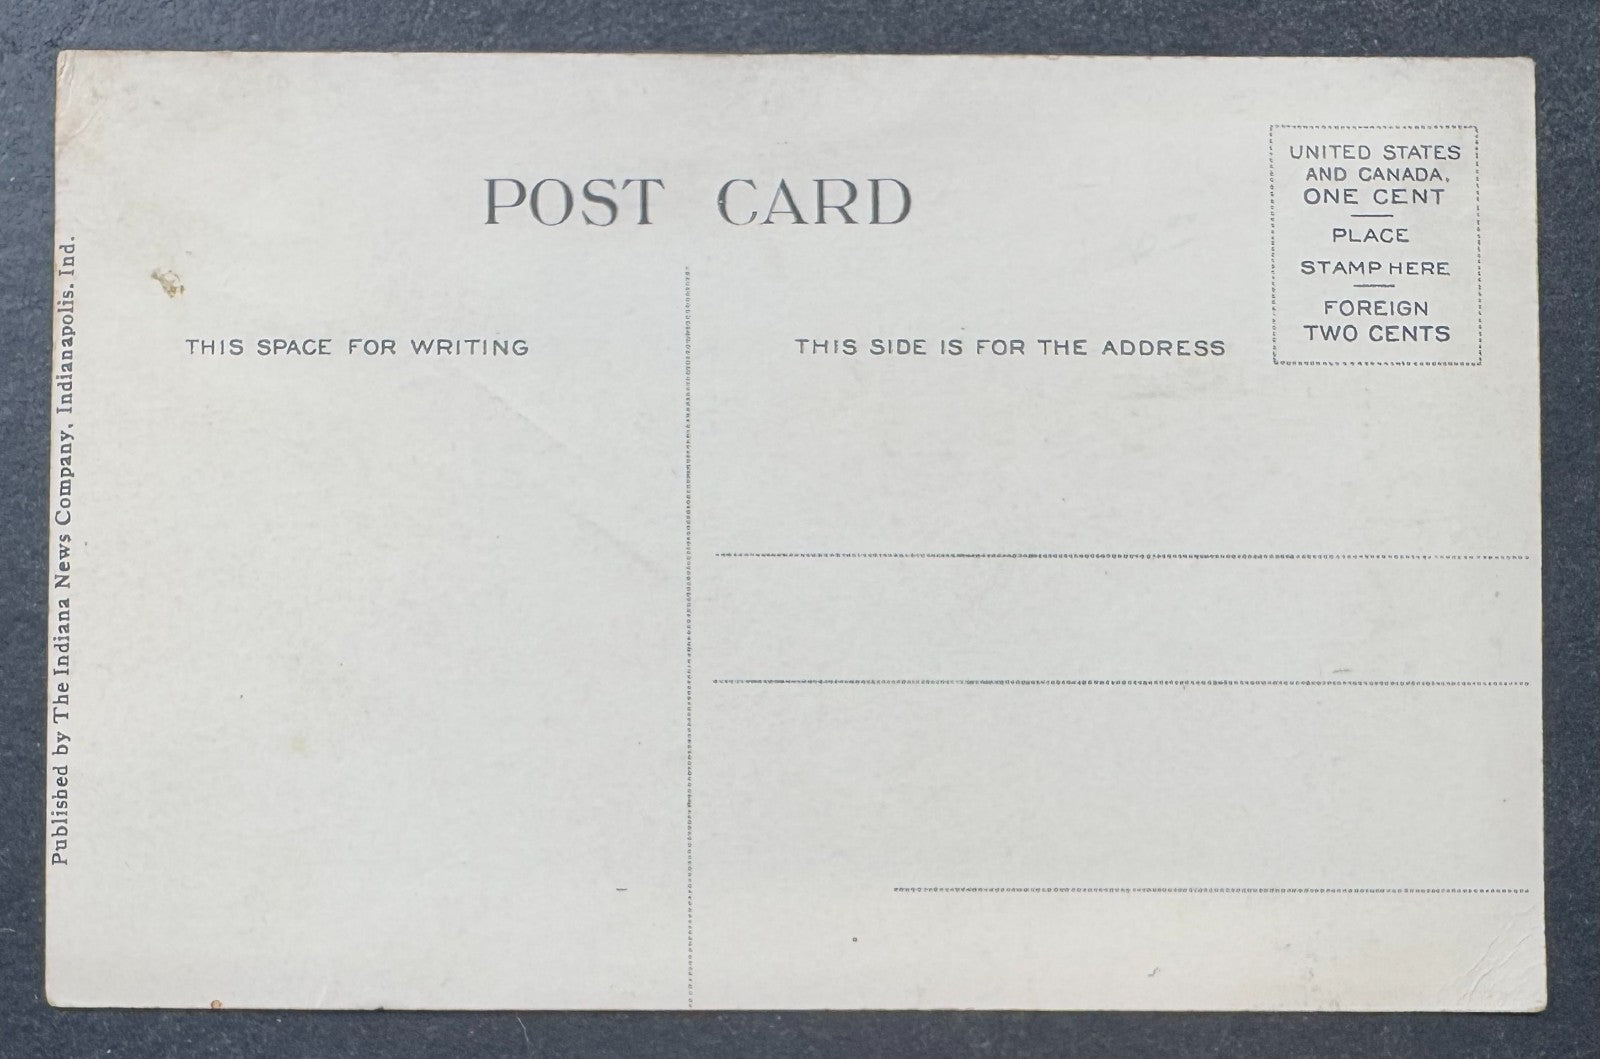 POST CARD
UNITED STATES
AND CANADA,
ONE CENT
PLACE
STAMP HERE
FOREIGN
TWO CENTS
THIS SPACE FOR WRITING
THIS SIDE IS FOR THE ADDRESS
Published by The Indiana News Company, Indianapolis. Ind.